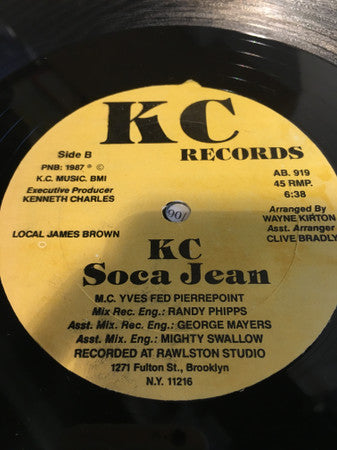 KC
RECORDS
Side B
PNB: 1987 ℗ ©
K.C. MUSIC. BMI
Executive Producer
KENNETH CHARLES
AB. 919
45 RMP.
6:38
Arranged By
WAYNE KIRTON
Asst. Arranger
CLIVE BRADLY
LOCAL JAMES BROWN
KC
Soca Jean
M.C. YVES FED PIERREPOINT
Mix Rec. Eng.: RANDY PHIPPS
Asst. Mix. Rec. Eng.: GEORGE MAYERS
Asst. Mix. Eng.: MIGHTY SWALLOW
RECORDED AT RAWLSTON STUDIO
1271 Fulton St., Brooklyn
N.Y. 11216